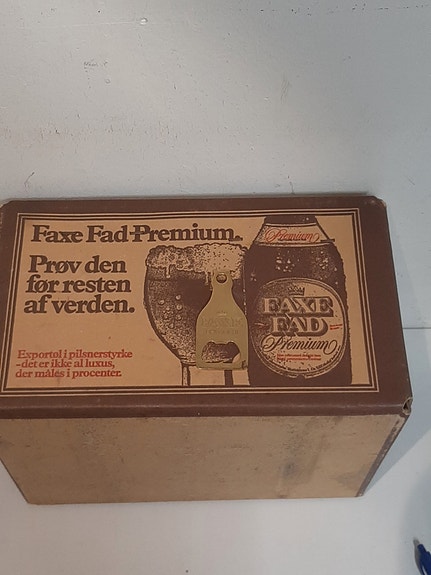 Faxe Fad-Premium.
Prøv den
før resten
af verden.
Exportøl i pilsnerstyrke
-det er ikke al luxus,
der måles i procenter.
Premium
FAXE
FAD
Premium